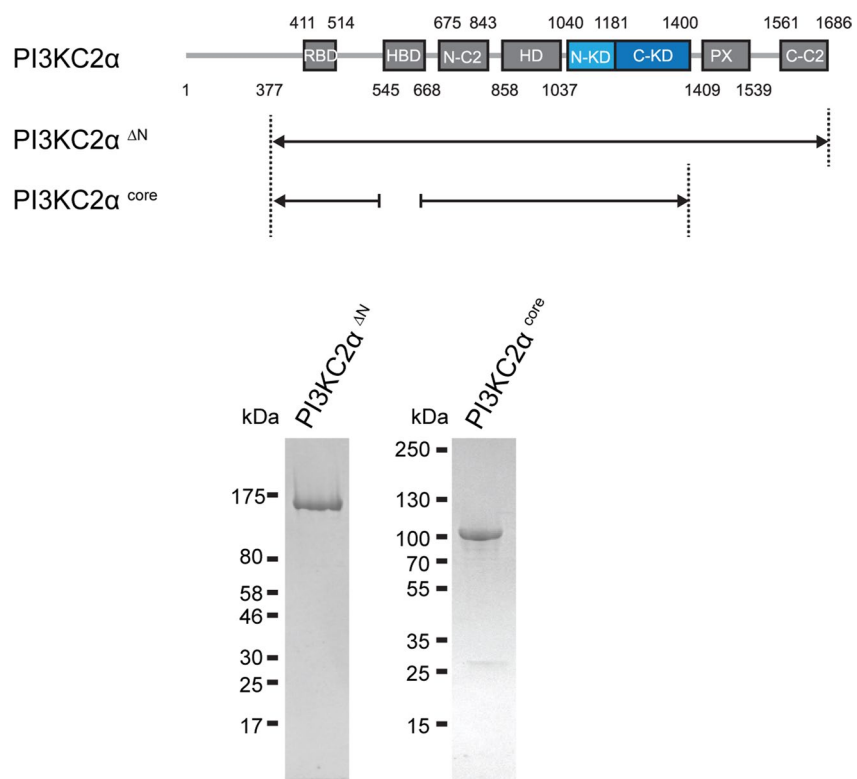 411 514 675 843 1040 1181 1400 1561 1686
PI3KC2α RBD HBD N-C2 HD N-KD C-KD PX C-C2
1 377 545 668 858 1037 1409 1539
PI3KC2α ΔN
PI3KC2α core
kDa PI3KC2α ΔN
175
80
58
46
30
25
17
kDa PI3KC2α core
250
130
100
70
55
35
25
15